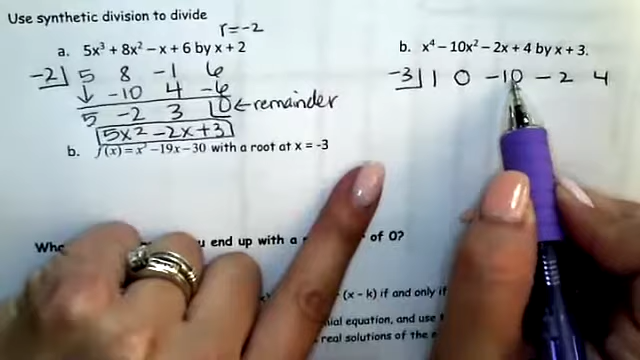 Use synthetic division to divide
r=-2
a. 5x³ + 8x² – x + 6 by x + 2
-2 5 8 -1 6
↓ -10 4 -6
5 -2 3 0 ← remainder
5x² - 2x + 3
b. f(x) = x³ –19x – 30 with a root at x = -3
b. x⁴ – 10x² – 2x + 4 by x + 3.
-3 1 0 -10 -2 4
u end up with a
of 0?
(x – k) if and only if
nial equation, and use
real solutions of the